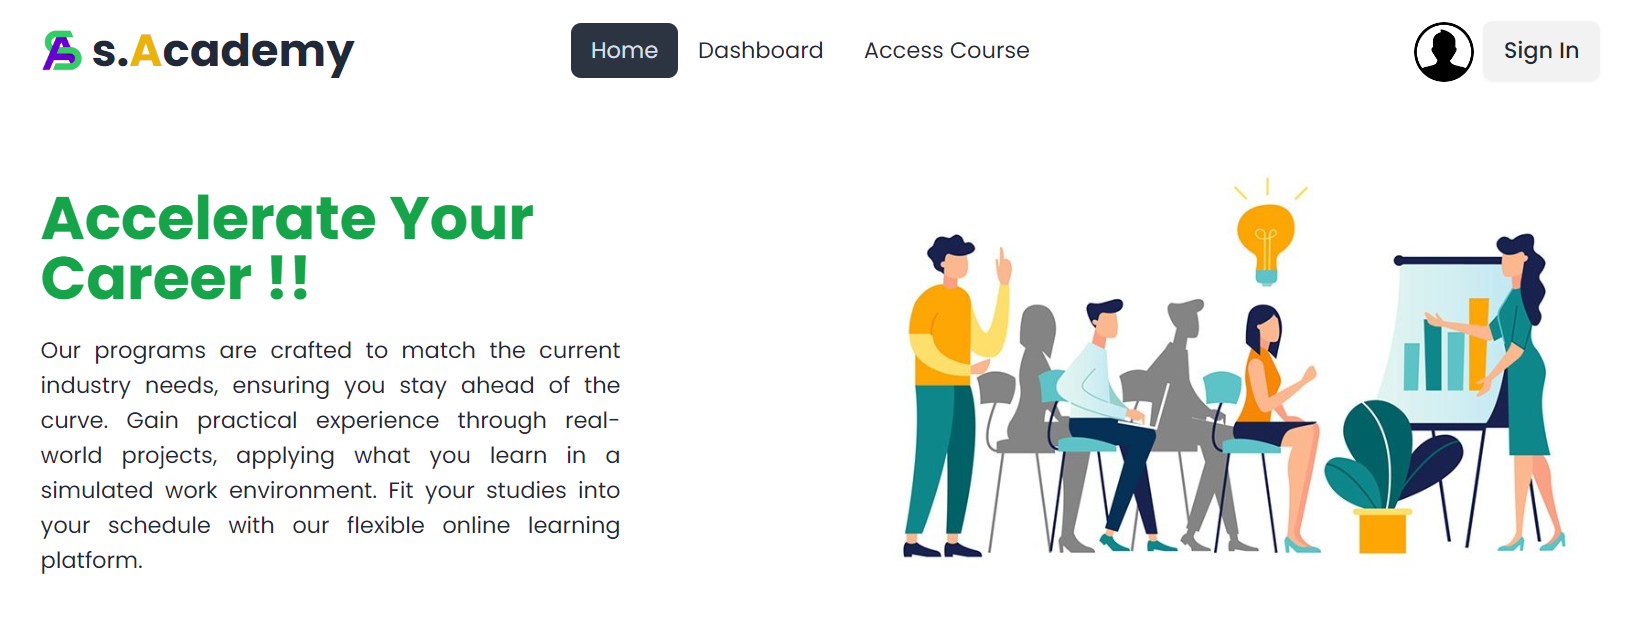 s.Academy
Home Dashboard Access Course
Sign In
Accelerate Your
Career !!
Our programs are crafted to match the current
industry needs, ensuring you stay ahead of the
curve. Gain practical experience through real-
world projects, applying what you learn in a
simulated work environment. Fit your studies into
your schedule with our flexible online learning
platform.